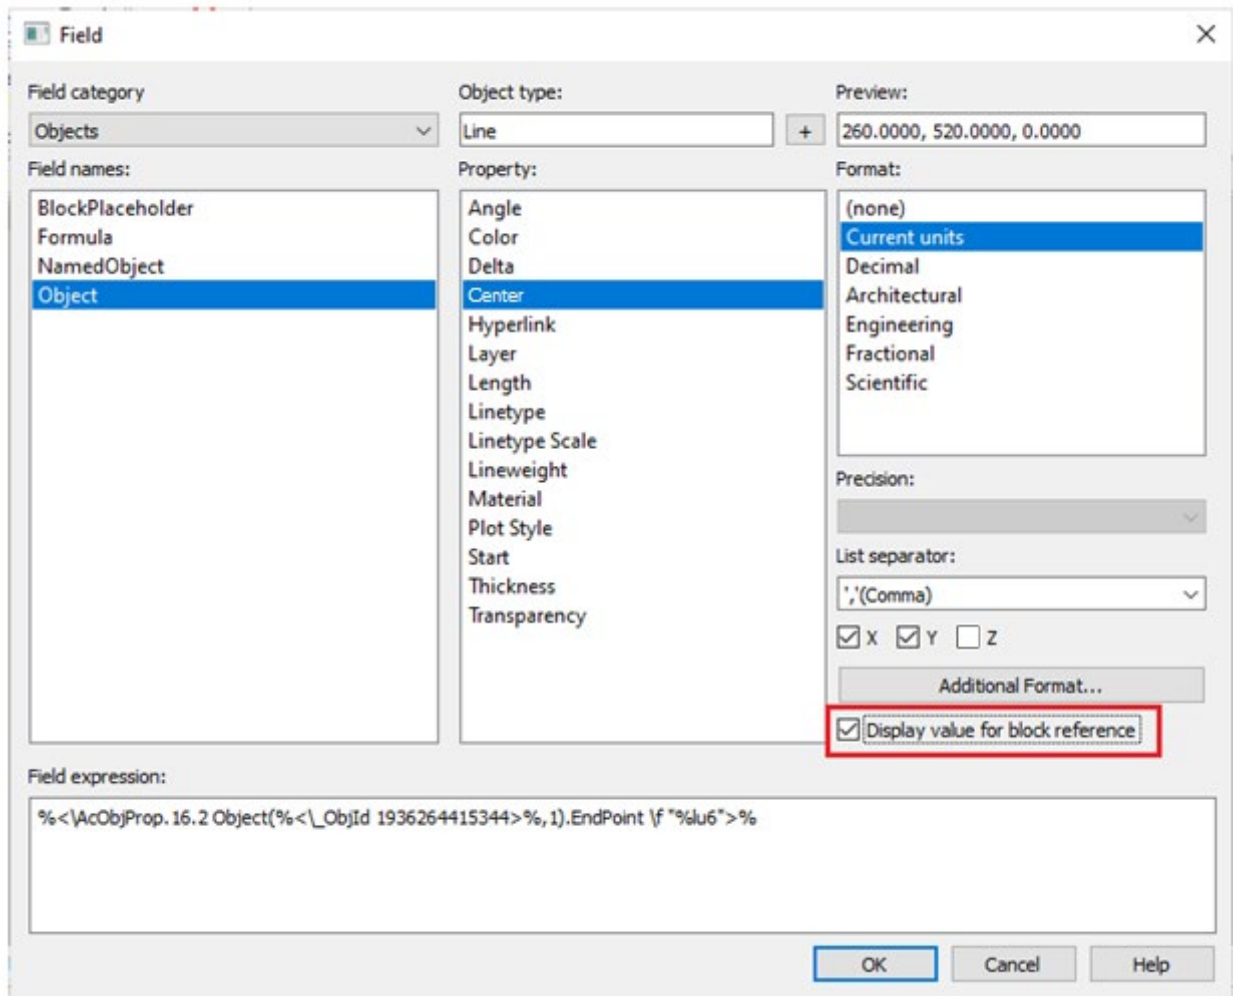 Field
Field category
Object type:
Preview:
Objects
Line
+
260.0000, 520.0000, 0.0000
Field names:
Property:
Format:
BlockPlaceholder
Formula
NamedObject
Object
Angle
Color
Delta
Center
Hyperlink
Layer
Length
Linetype
Linetype Scale
Lineweight
Material
Plot Style
Start
Thickness
Transparency
(none)
Current units
Decimal
Architectural
Engineering
Fractional
Scientific
Precision:
List separator:
','(Comma)
X Y Z
Additional Format...
Display value for block reference
Field expression:
%<\AcObjProp.16.2 Object(%<\_ObjId 1936264415344>%,1).EndPoint \f "%lu6">%
OK
Cancel
Help